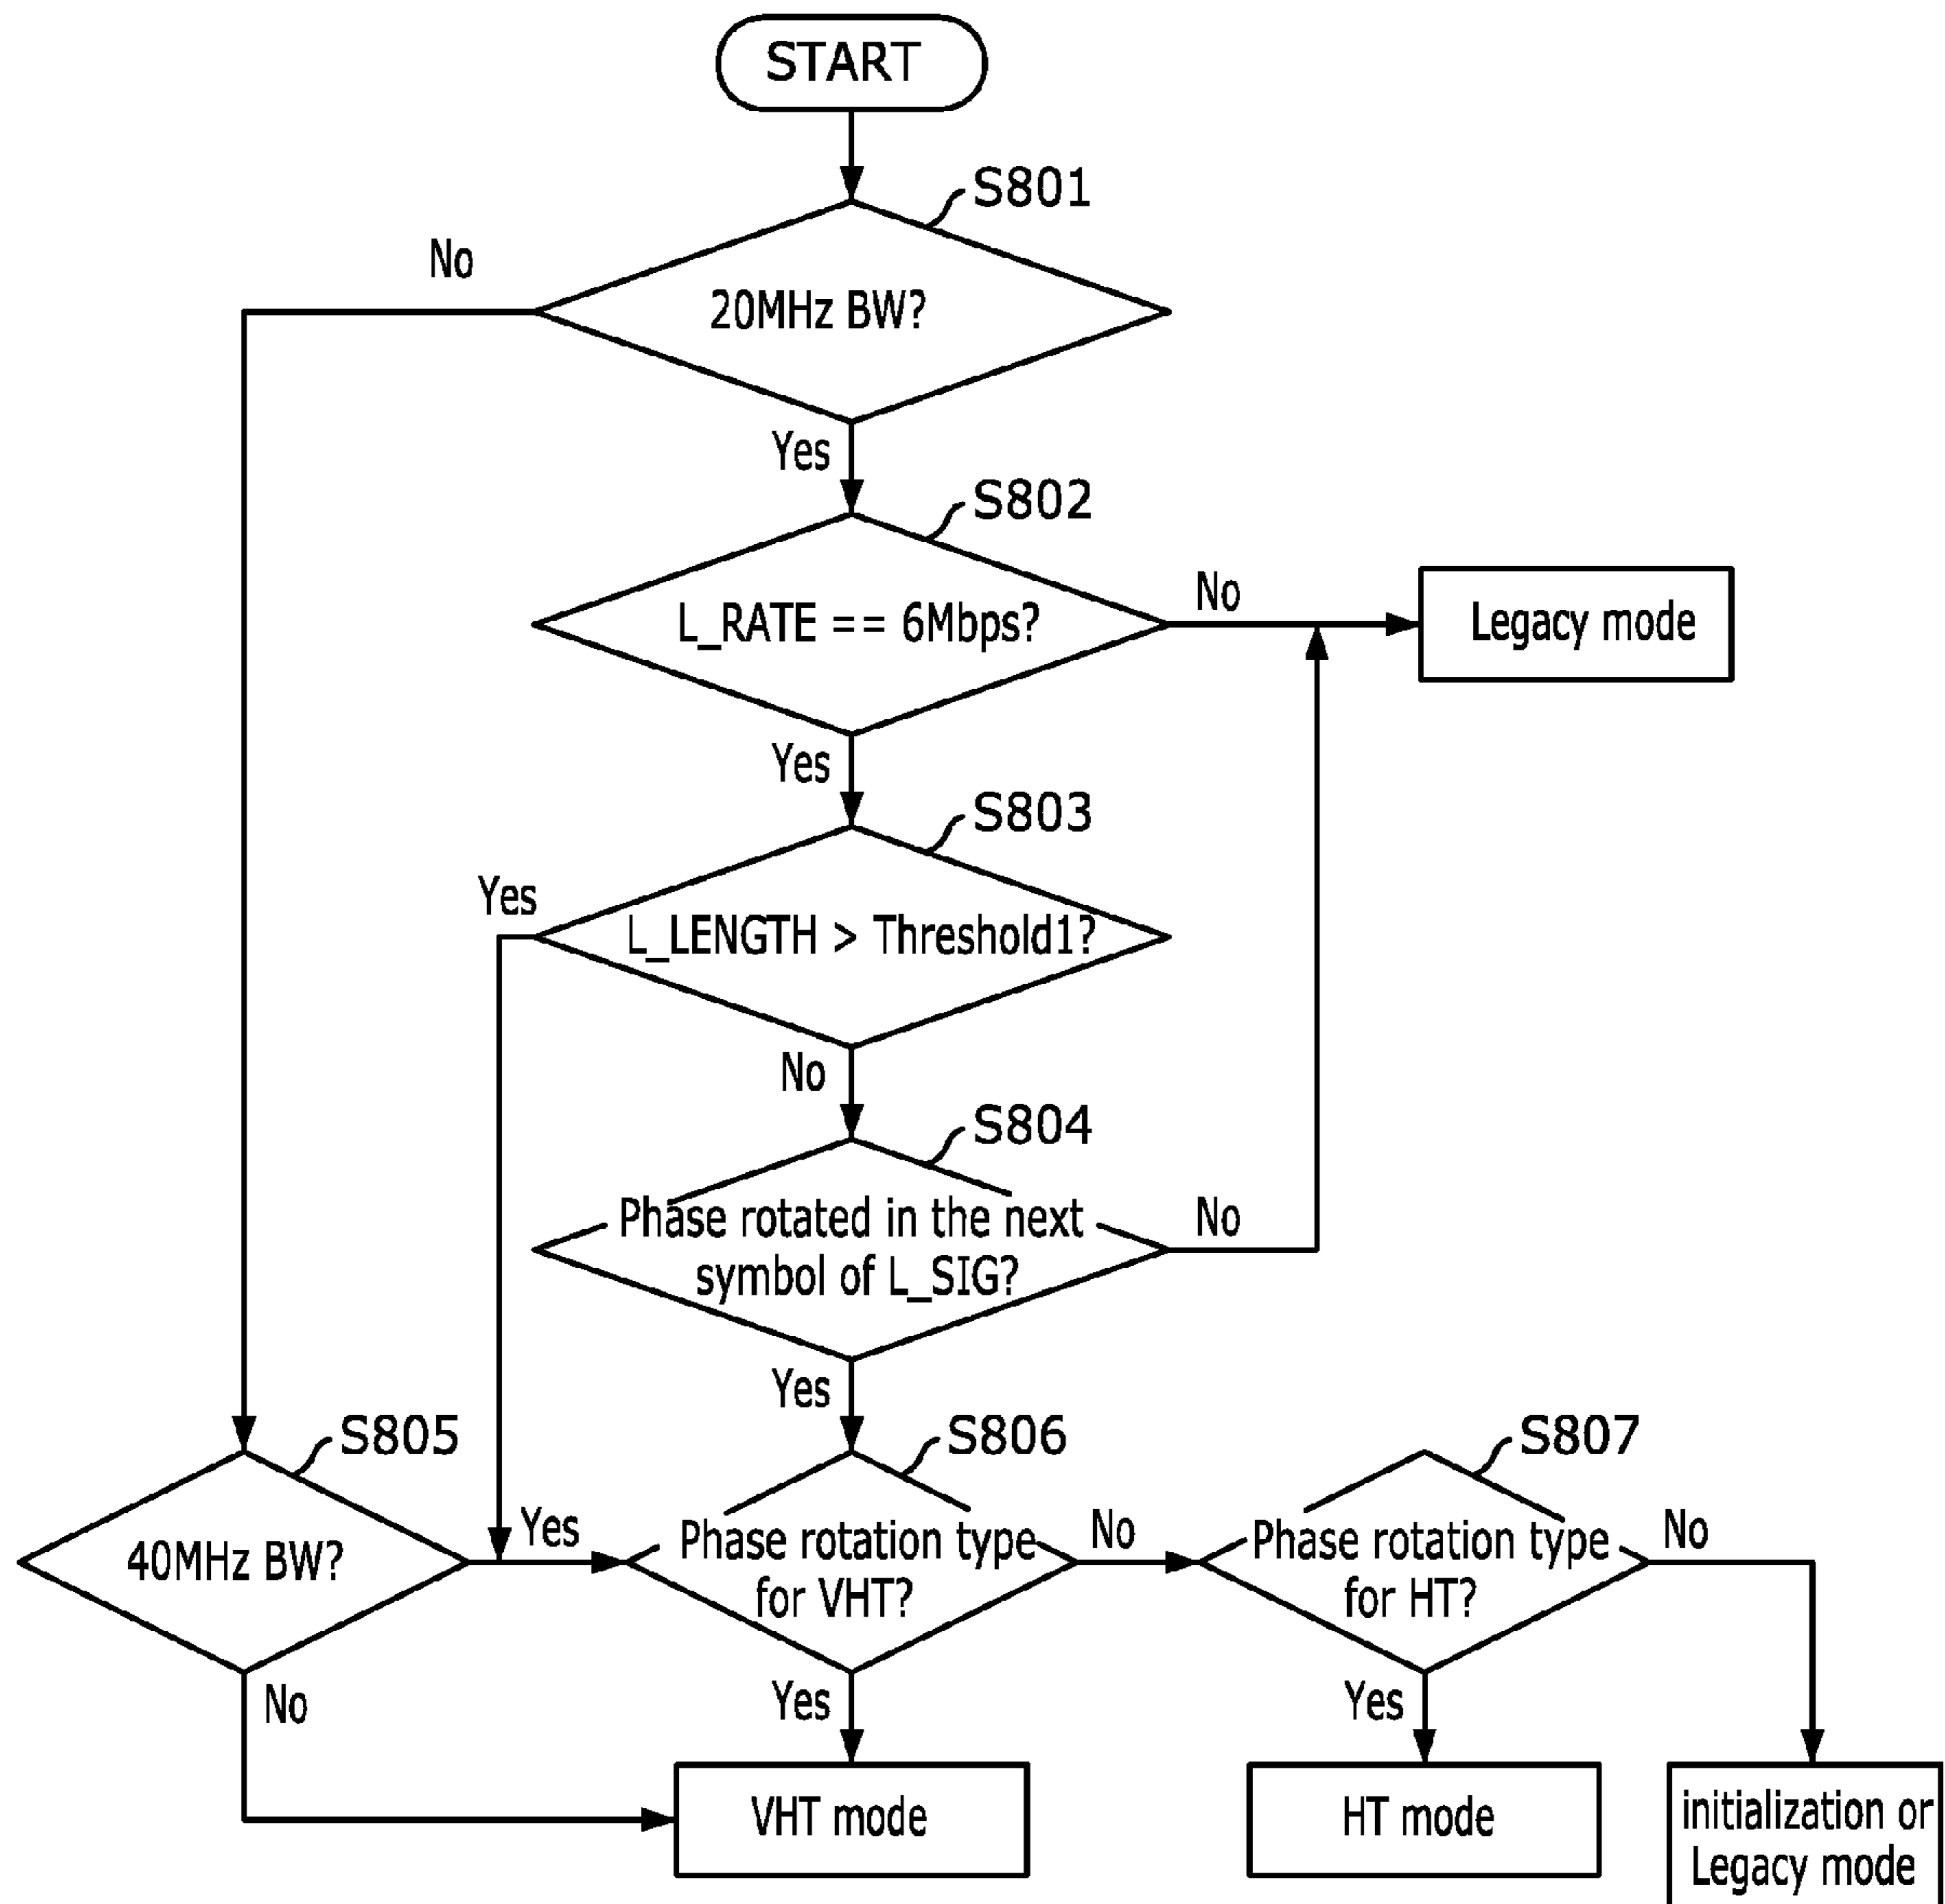 START
S801
No
20MHz BW?
Yes
S802
L_RATE == 6Mbps?
No
Legacy mode
Yes
S803
Yes
L_LENGTH > Threshold1?
No
S804
Phase rotated in the next
symbol of L_SIG?
No
Yes
S805
S806
S807
40MHz BW?
Yes
Phase rotation type
for VHT?
No
Phase rotation type
for HT?
No
No
Yes
Yes
VHT mode
HT mode
initialization or
Legacy mode